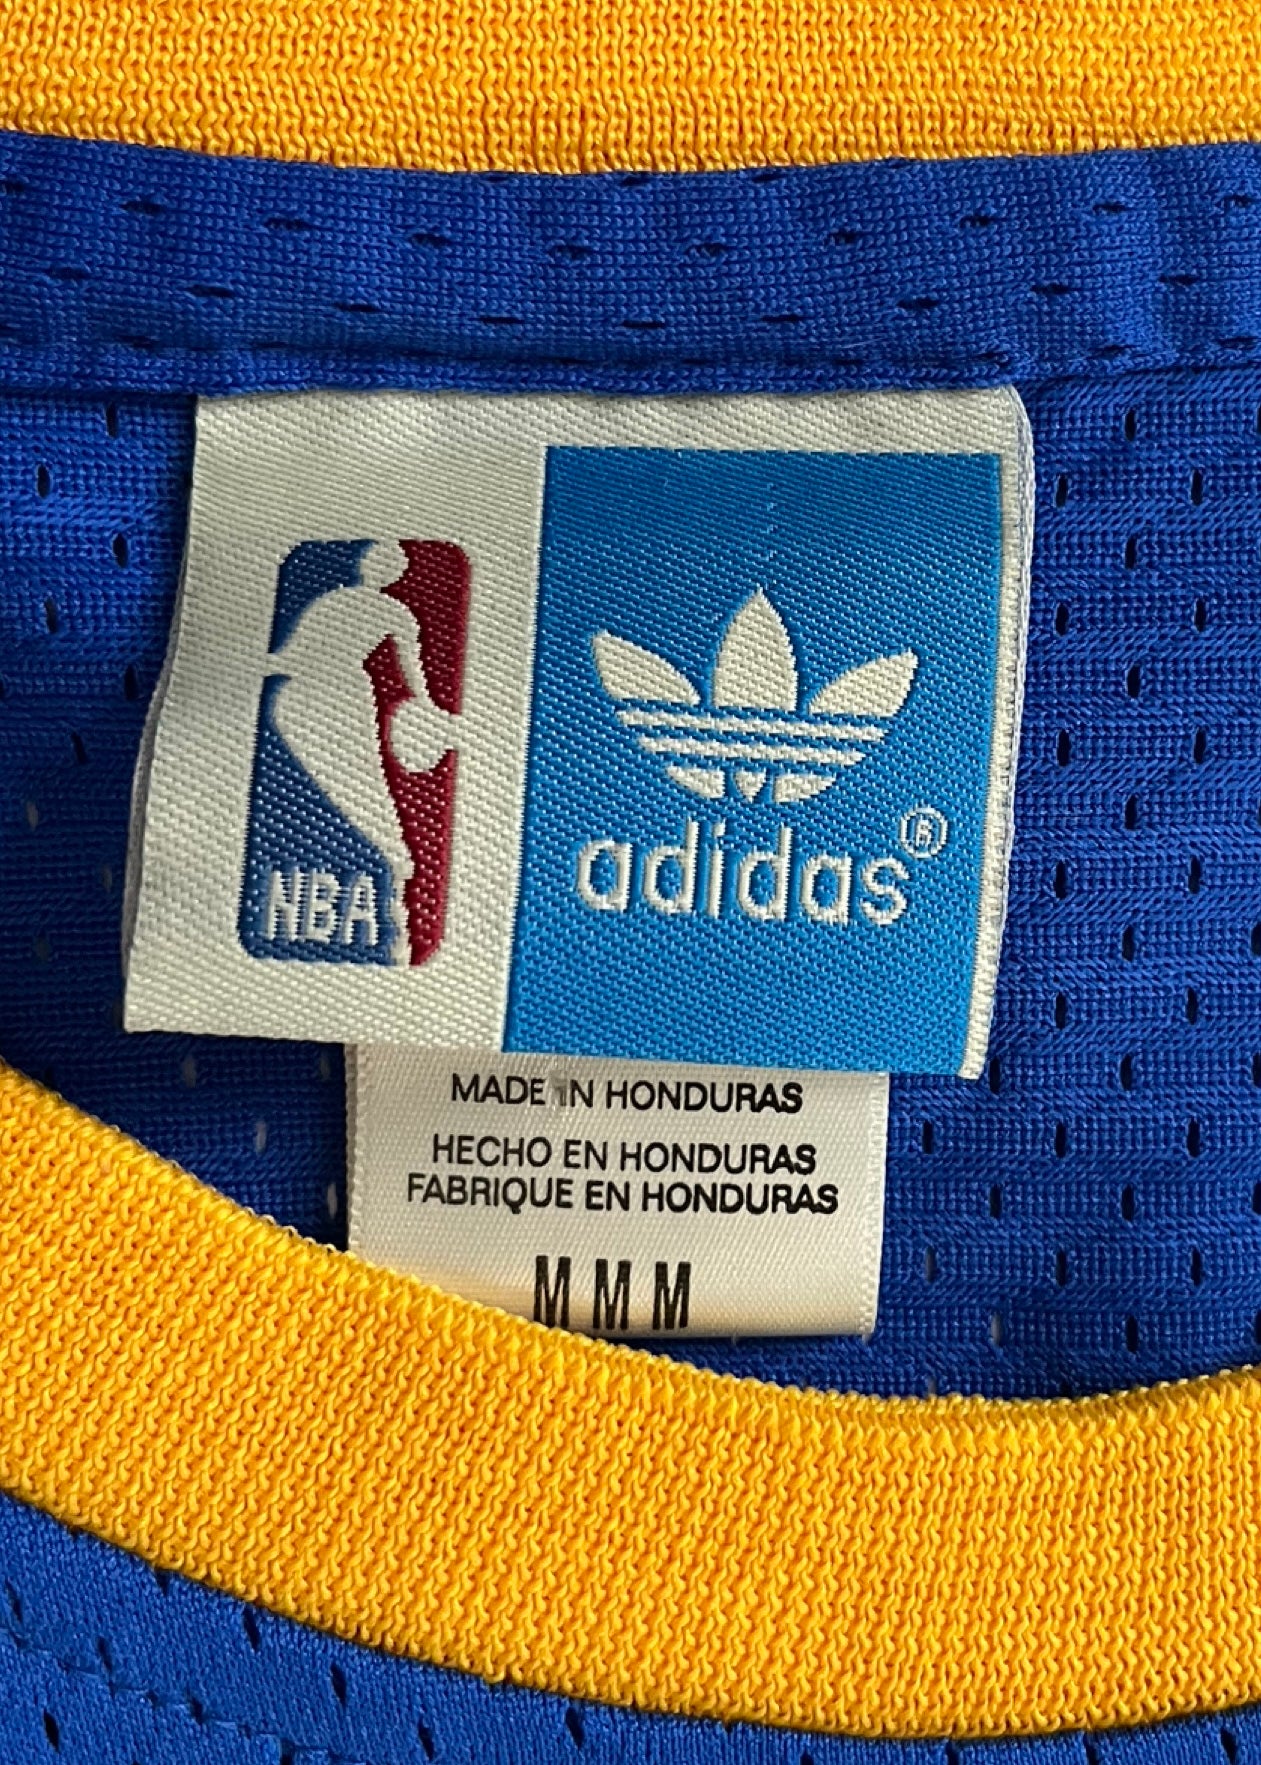 NBA
adidas®
MADE IN HONDURAS
HECHO EN HONDURAS
FABRIQUE EN HONDURAS
M M M